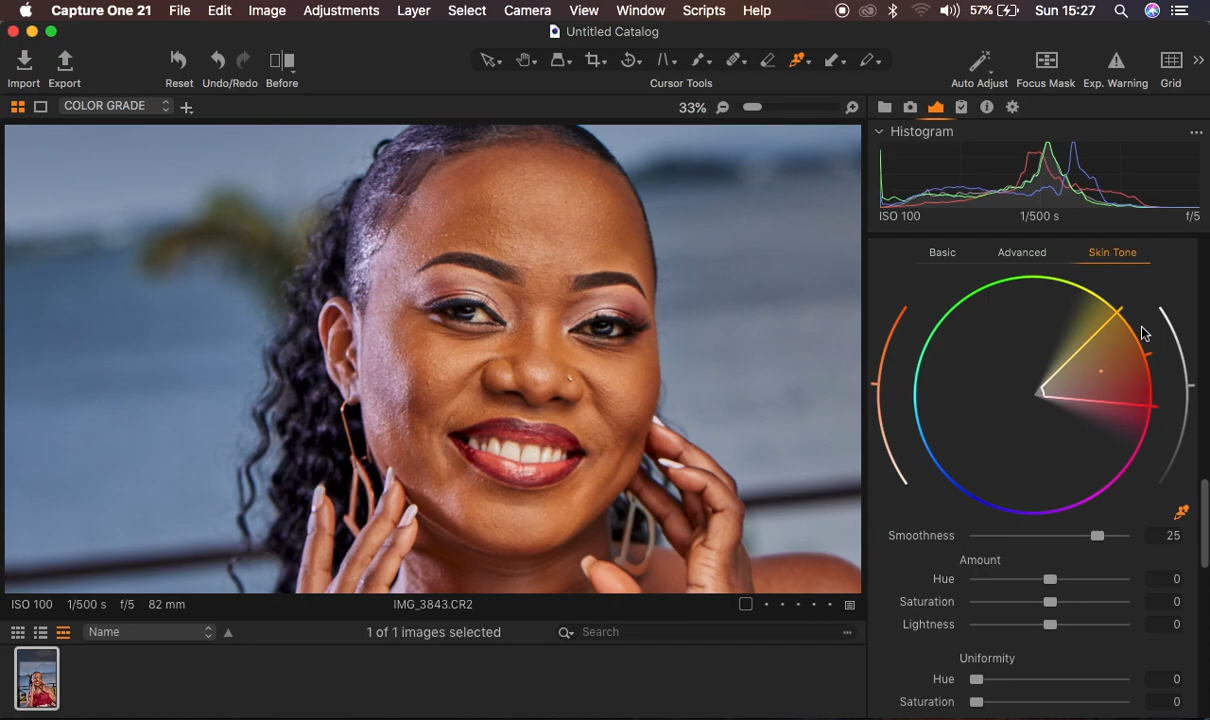 Capture One 21 File Edit Image Adjustments Layer Select Camera View Window Scripts Help 57% Sun 15:27
Untitled Catalog
Import Export Reset Undo/Redo Before Cursor Tools Auto Adjust Focus Mask Exp. Warning Grid
COLOR GRADE 33%
Histogram
ISO 100 1/500 s f/5
Basic Advanced Skin Tone
Smoothness 25
Amount
Hue 0
Saturation 0
Lightness 0
Uniformity
Hue 0
Saturation 0
ISO 100 1/500 s f/5 82 mm IMG_3843.CR2
Name 1 of 1 images selected Search